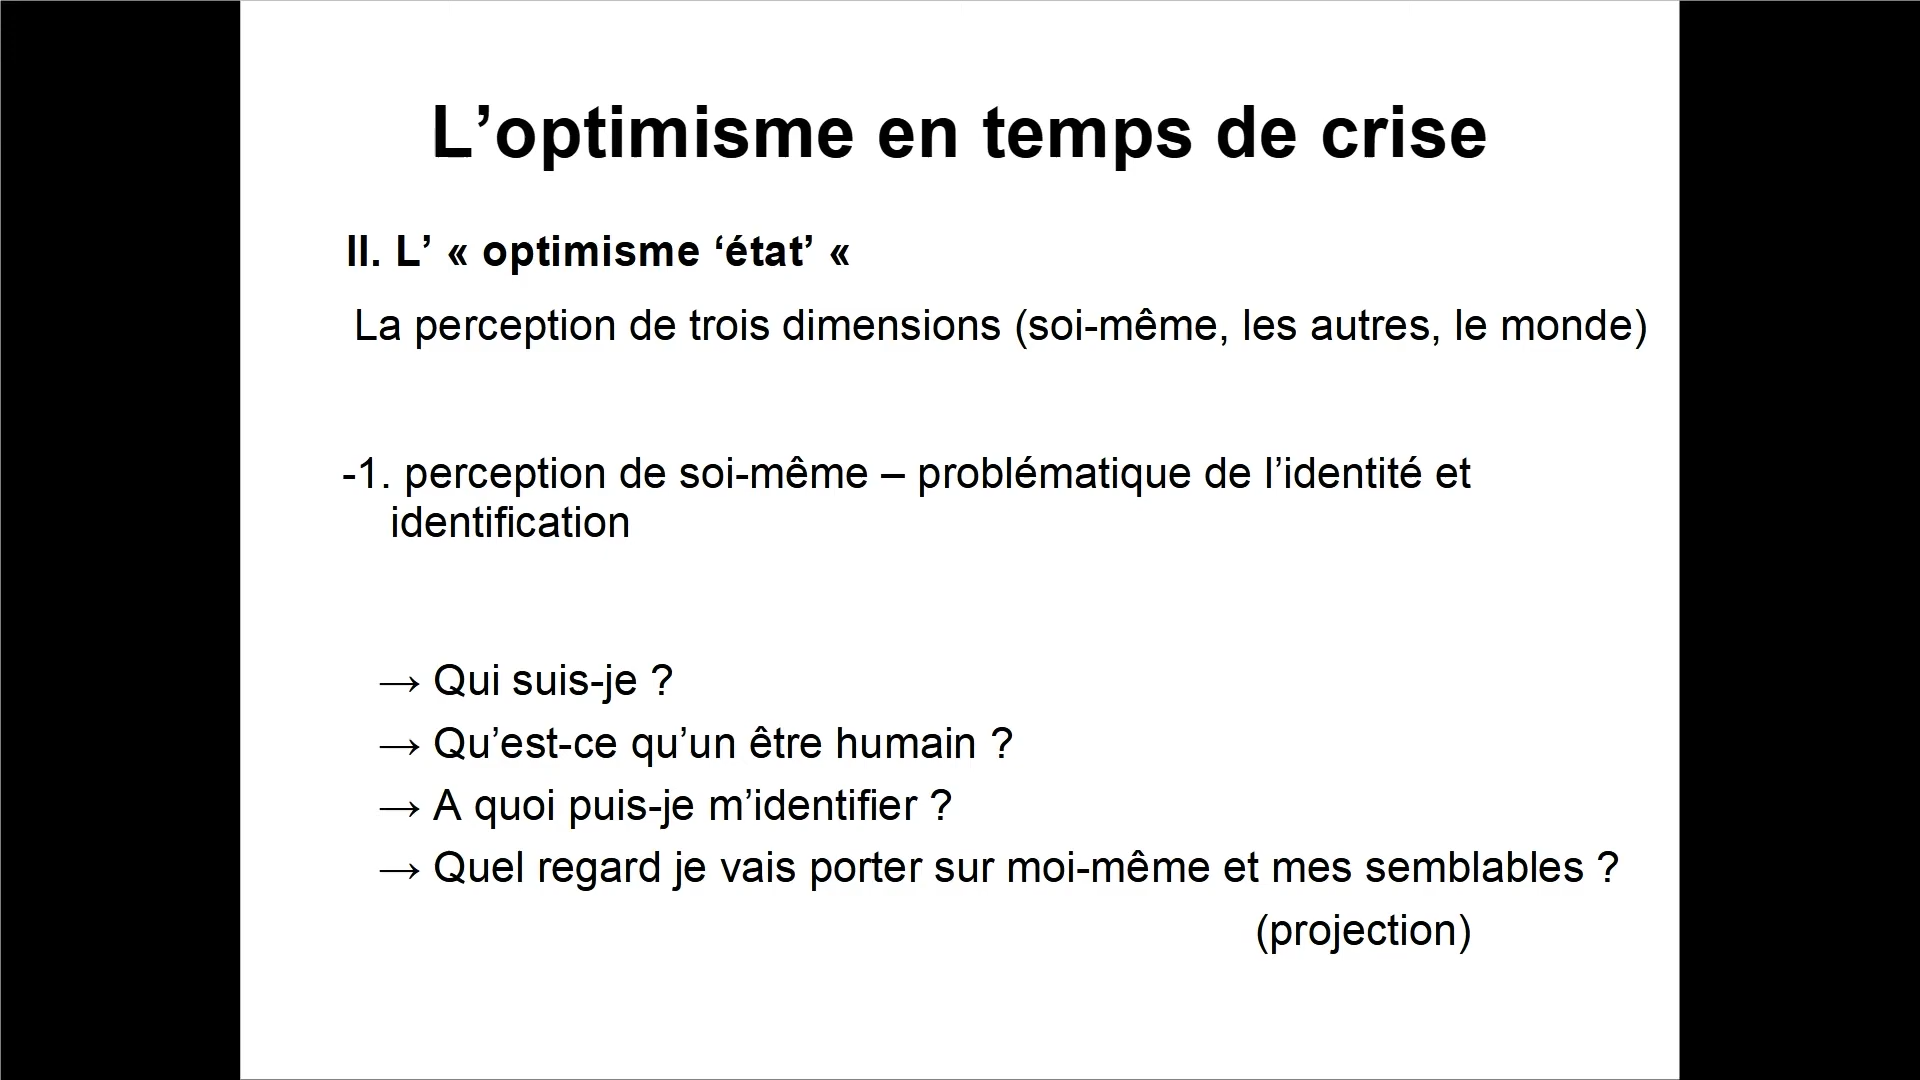 L’optimisme en temps de crise
II. L’ « optimisme ‘état’ «
La perception de trois dimensions (soi-même, les autres, le monde)
-1. perception de soi-même – problématique de l’identité et
identification
→ Qui suis-je ?
→ Qu’est-ce qu’un être humain ?
→ A quoi puis-je m’identifier ?
→ Quel regard je vais porter sur moi-même et mes semblables ?
(projection)